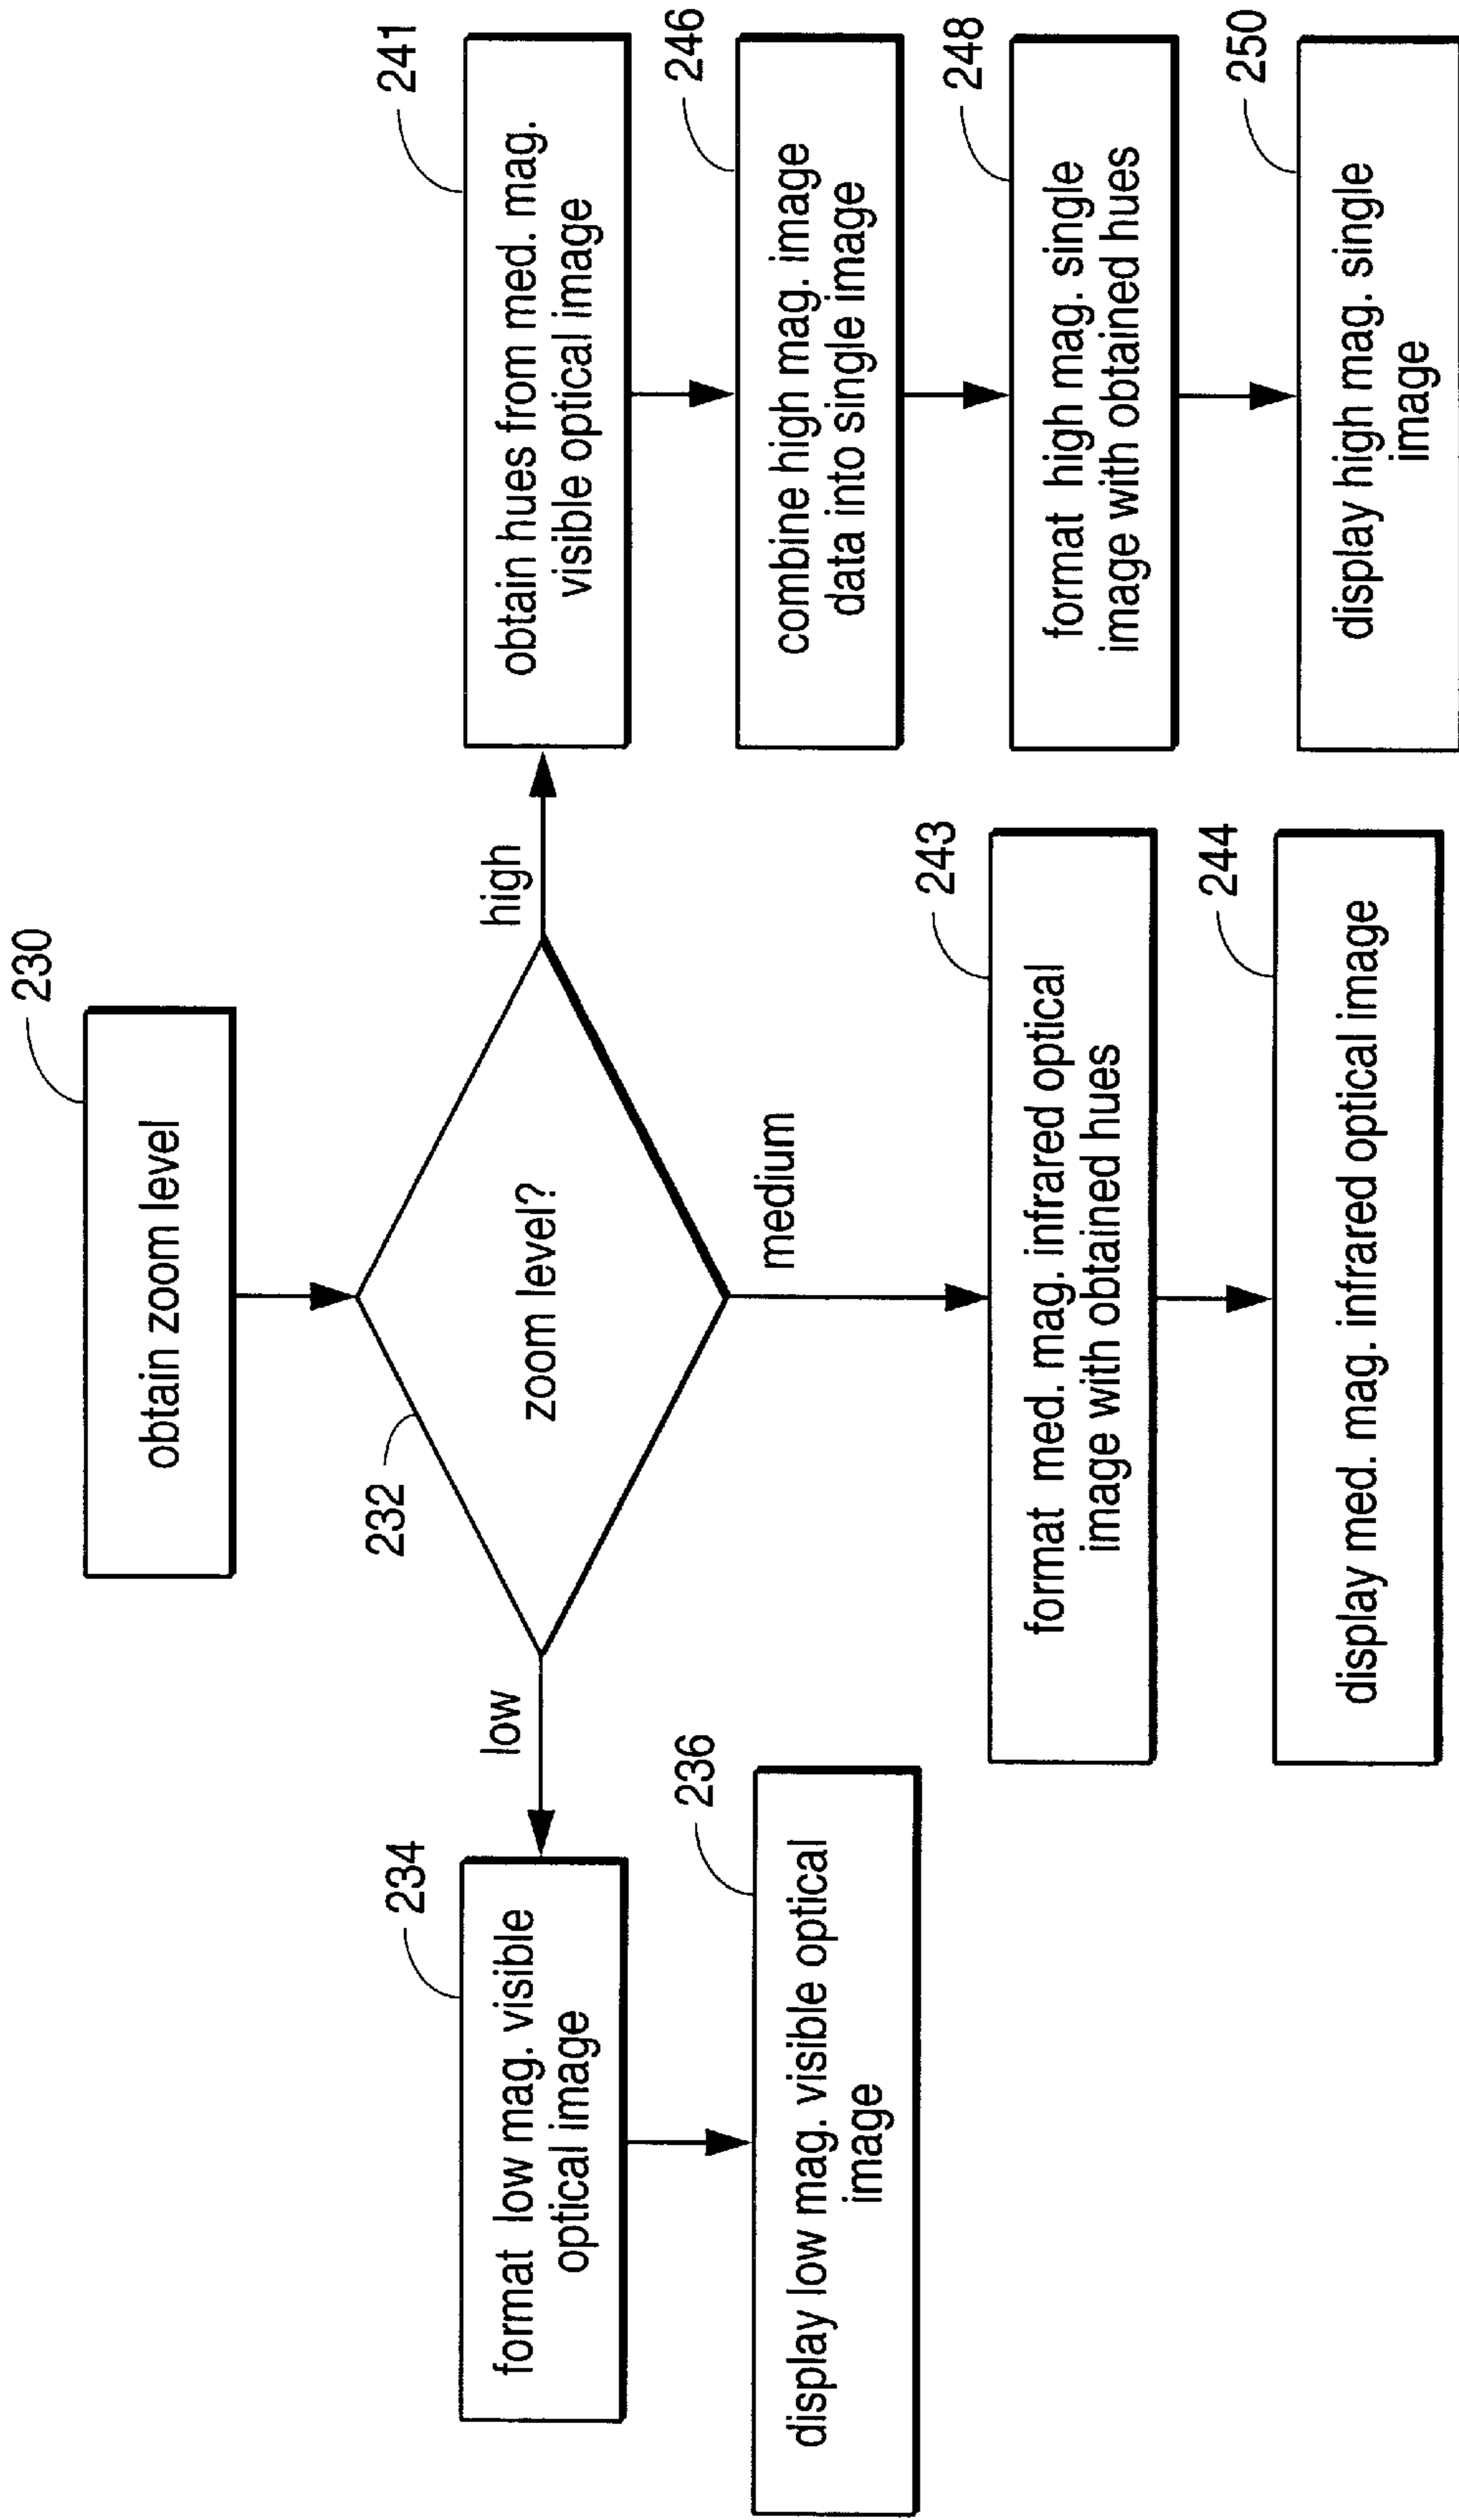 230
obtain zoom level
232
zoom level?
low
high
medium
234
format low mag. visible
optical image
236
display low mag. visible optical
image
243
format med. mag. infrared optical
image with obtained hues
244
display med. mag. infrared optical image
241
obtain hues from med. mag.
visible optical image
246
combine high mag. image
data into single image
248
format high mag. single
image with obtained hues
250
display high mag. single
image